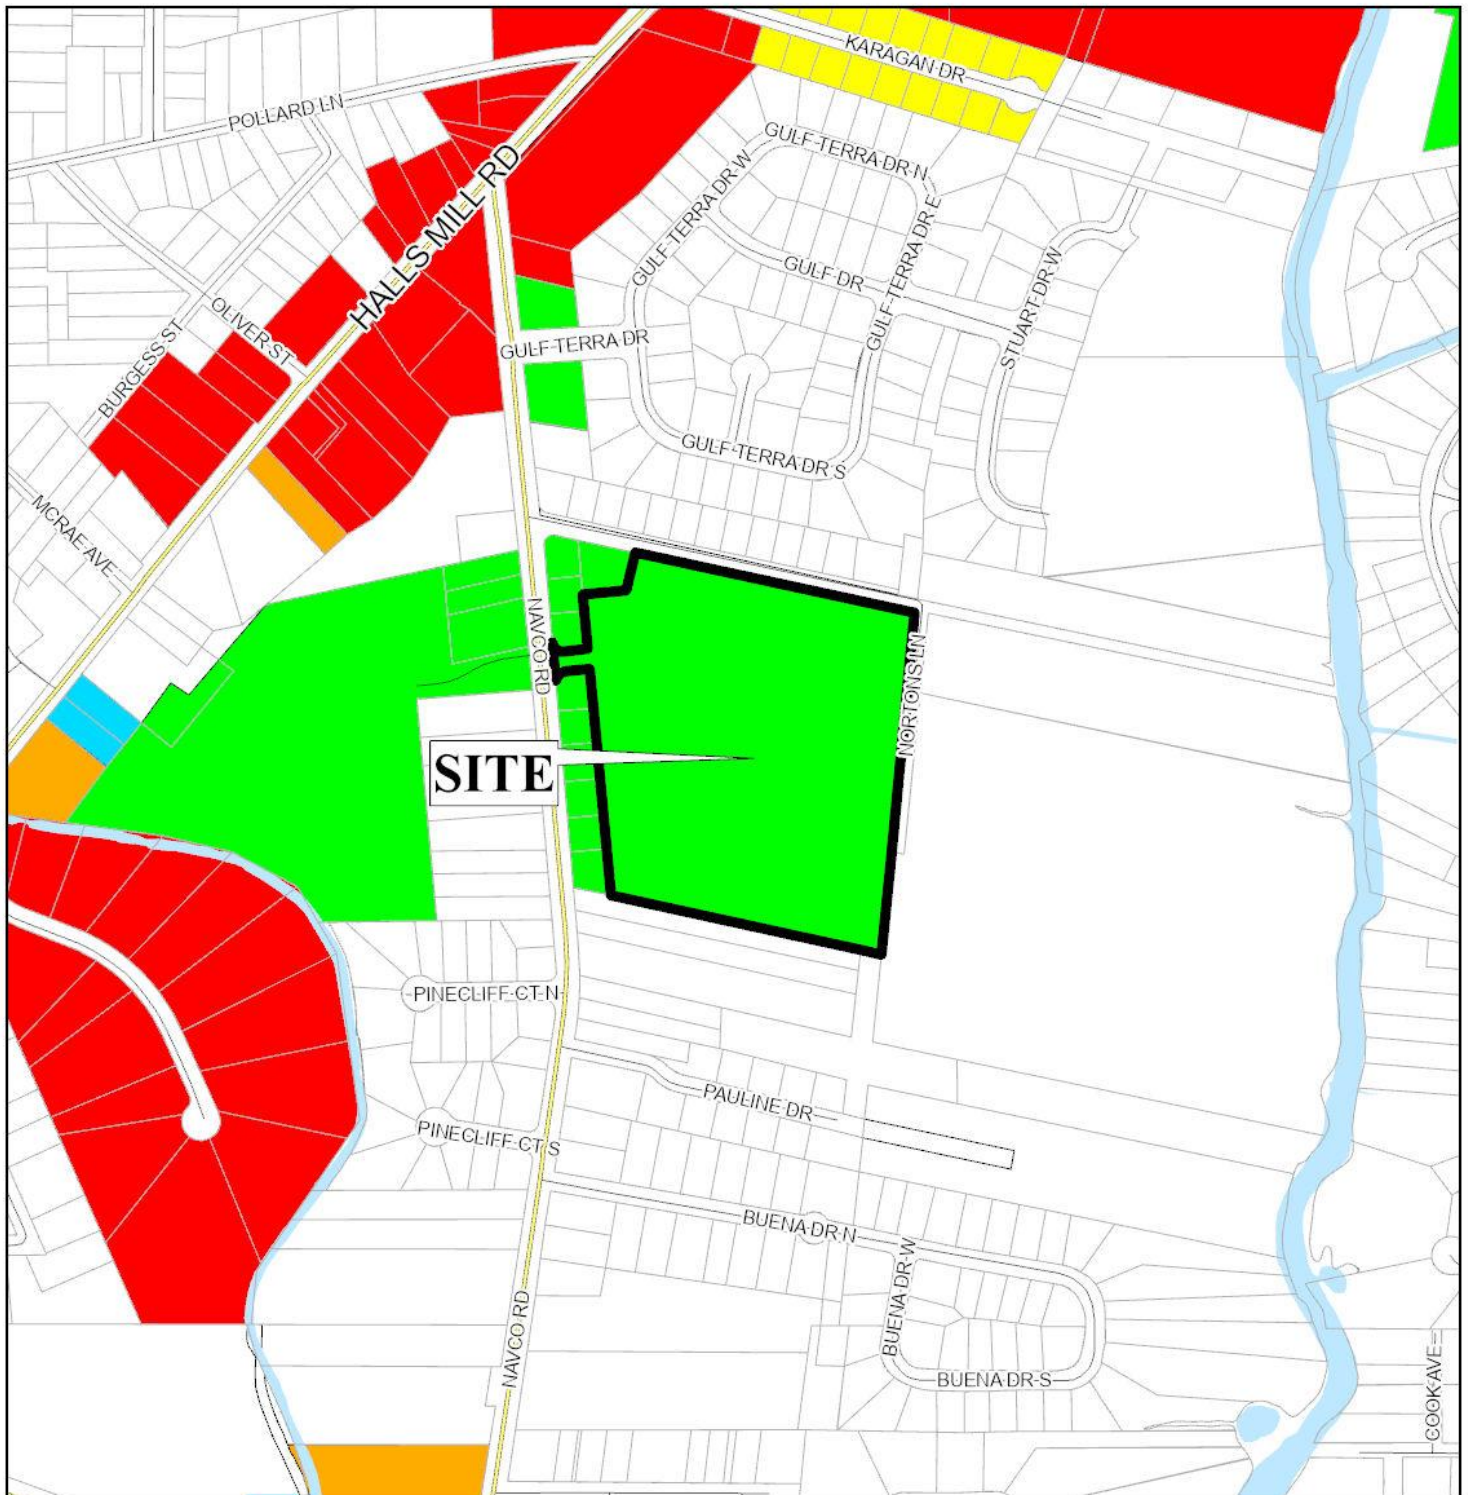 KARAGAN DR
POLLARD LN
GULF TERRA DR N
GULF TERRA DR W
HALLS MILL RD
GULF TERRA DR E
GULF DR
STUART DR W
OLIVER ST
BURGESS ST
GULF TERRA DR
GULF TERRA DR S
MCRAE AVE
NAVCO RD
NORTONS LN
SITE
PINECLIFF CT N
PAULINE DR
PINECLIFF CT S
BUENA DR N
BUENA DR W
NAVCO RD
BUENA DR S
COOK AVE